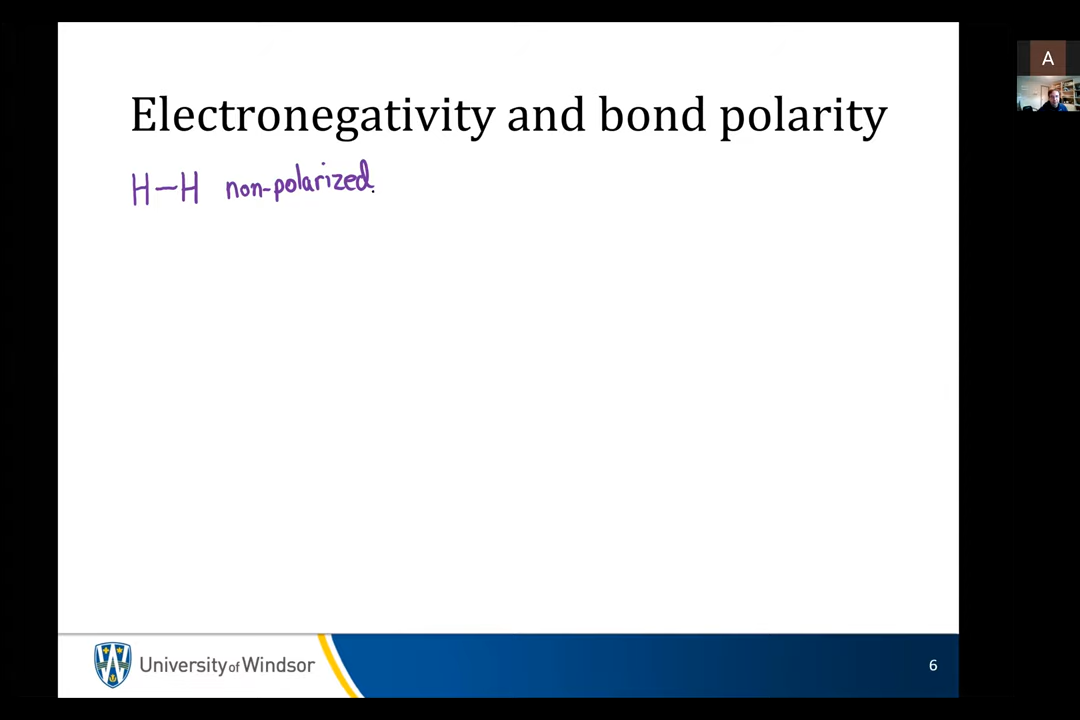 Electronegativity and bond polarity
H–H non-polarized
University of Windsor
6
A